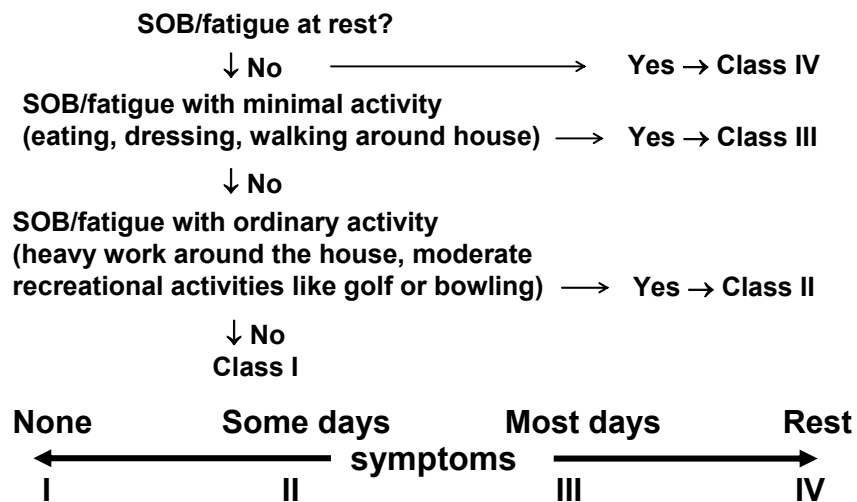 SOB/fatigue at rest?
↓ No → Yes → Class IV
SOB/fatigue with minimal activity
(eating, dressing, walking around house) → Yes → Class III
↓ No
SOB/fatigue with ordinary activity
(heavy work around the house, moderate
recreational activities like golf or bowling) → Yes → Class II
↓ No
Class I
None Some days Most days Rest
symptoms
I II III IV